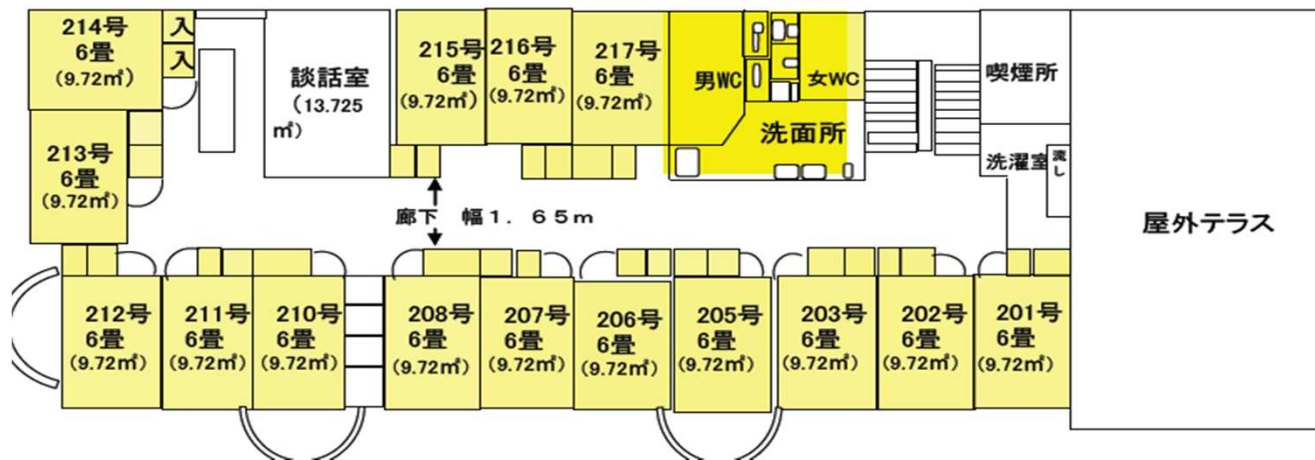 214号
6畳
(9.72㎡)
入
入
談話室
(13.725
㎡)
215号
6畳
(9.72㎡)
216号
6畳
(9.72㎡)
217号
6畳
(9.72㎡)
男WC
女WC
洗面所
喫煙所
洗濯室
流し
屋外テラス
213号
6畳
(9.72㎡)
廊下 幅1.65m
212号
6畳
(9.72㎡)
211号
6畳
(9.72㎡)
210号
6畳
(9.72㎡)
208号
6畳
(9.72㎡)
207号
6畳
(9.72㎡)
206号
6畳
(9.72㎡)
205号
6畳
(9.72㎡)
203号
6畳
(9.72㎡)
202号
6畳
(9.72㎡)
201号
6畳
(9.72㎡)